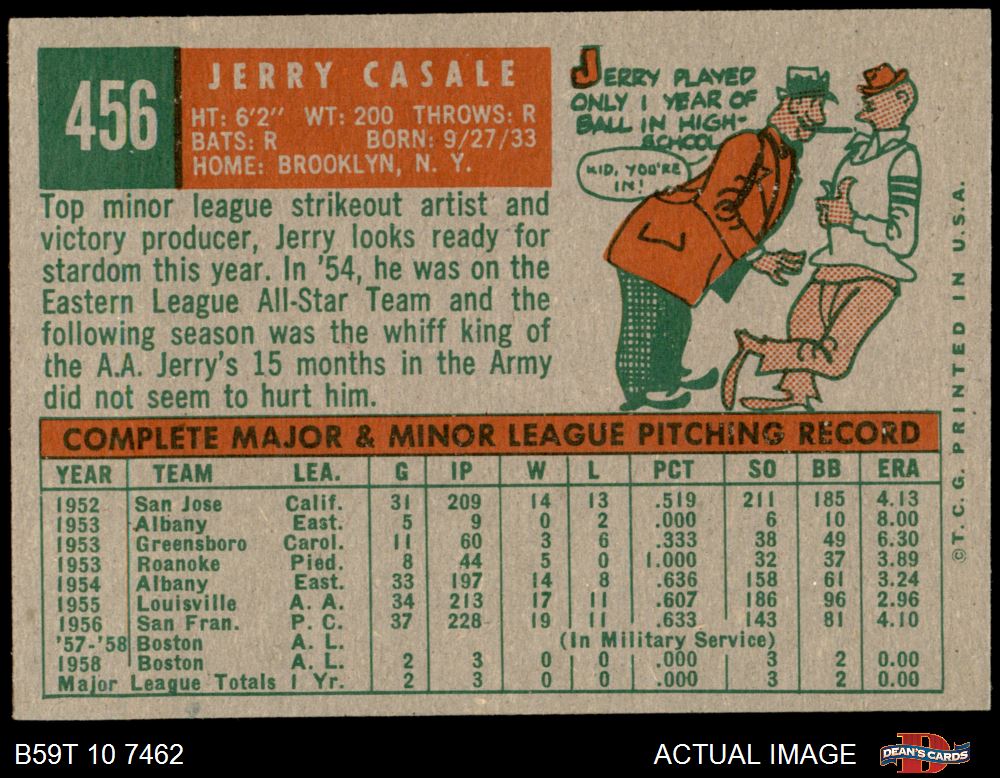 456
JERRY CASALE
HT: 6'2" WT: 200 THROWS: R
BATS: R BORN: 9/27/33
HOME: BROOKLYN, N. Y.
Top minor league strikeout artist and
victory producer, Jerry looks ready for
stardom this year. In '54, he was on the
Eastern League All-Star Team and the
following season was the whiff king of
the A.A. Jerry's 15 months in the Army
did not seem to hurt him.
JERRY PLAYED
ONLY 1 YEAR OF
BALL IN HIGH-
SCHOOL
KID, YOU'RE
IN!
COMPLETE MAJOR & MINOR LEAGUE PITCHING RECORD
YEAR TEAM LEA. G IP W L PCT SO BB ERA
1952 San Jose Calif. 31 209 14 13 .519 211 185 4.13
1953 Albany East. 5 9 0 2 .000 6 10 8.00
1953 Greensboro Carol. 11 60 3 6 .333 38 49 6.30
1953 Roanoke Pied. 8 44 5 0 1.000 32 37 3.89
1954 Albany East. 33 197 14 8 .636 158 61 3.24
1955 Louisville A. A. 34 213 17 11 .607 186 96 2.96
1956 San Fran. P. C. 37 228 19 11 .633 143 81 4.10
'57-'58 Boston A. L. (In Military Service)
1958 Boston A. L. 2 3 0 0 .000 3 2 0.00
Major League Totals 1 Yr. 2 3 0 0 .000 3 2 0.00
©T. C. G. PRINTED IN U.S.A.
B59T 10 7462
ACTUAL IMAGE
DEAN'S CARDS